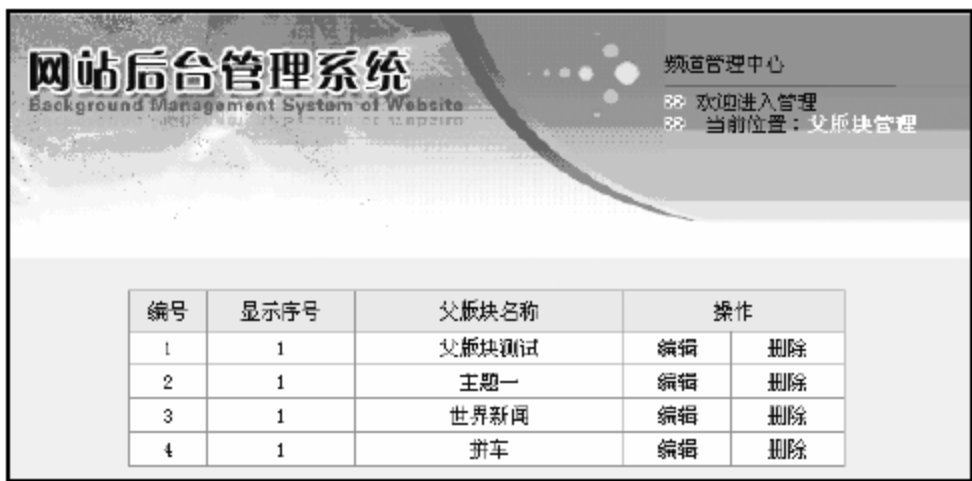 网站后台管理系统
Background Management System of Website
频道管理中心
欢迎进入管理
当前位置：父版块管理
编号 显示序号 父版块名称 操作
1 1 父版块测试 编辑 删除
2 1 主题一 编辑 删除
3 1 世界新闻 编辑 删除
4 1 拼车 编辑 删除